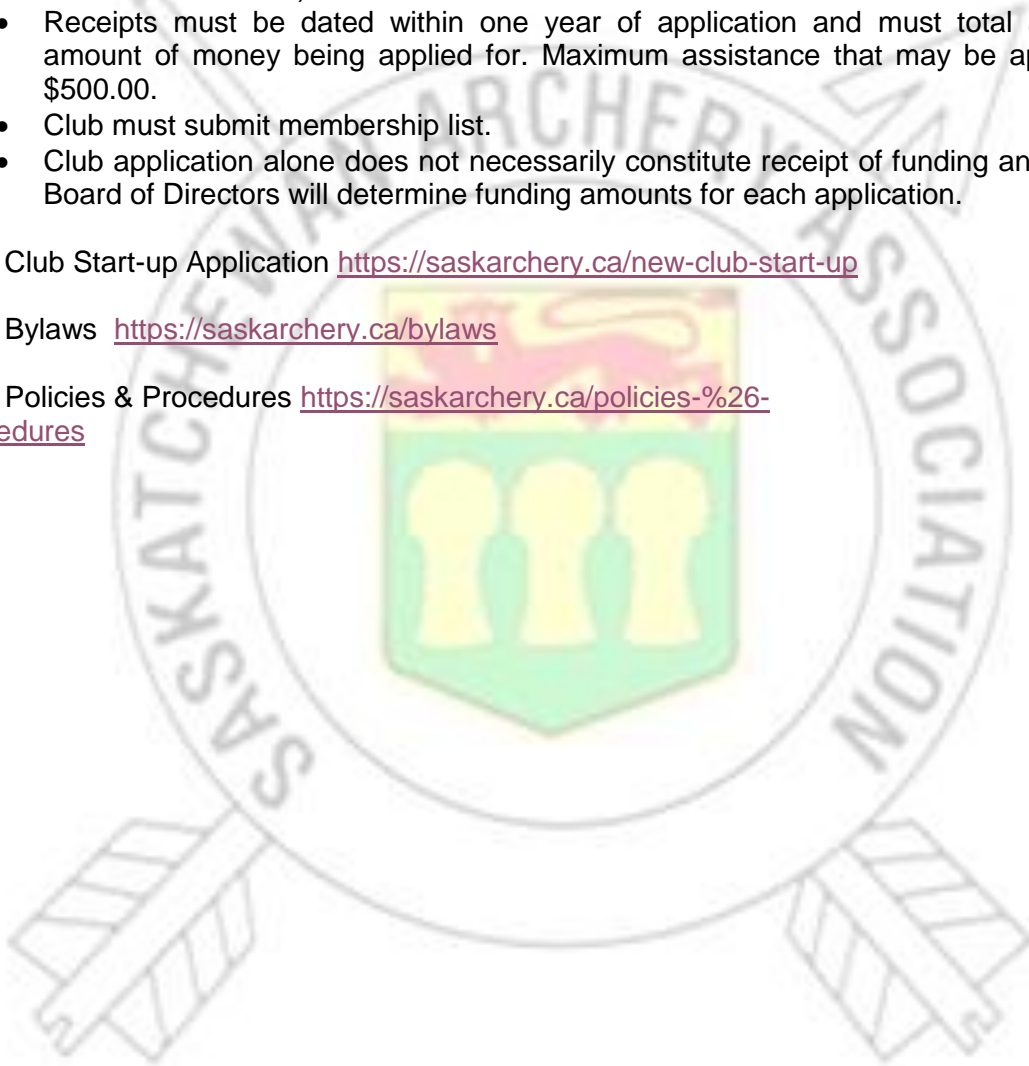 Receipts must be dated within one year of application and must total
amount of money being applied for. Maximum assistance that may be
$500.00.
Club must submit membership list.
Club application alone does not necessarily constitute receipt of funding
Board of Directors will determine funding amounts for each application.
Club Start-up Application https://saskarchery.ca/new-club-start-up
Bylaws https://saskarchery.ca/bylaws
Policies & Procedures https://saskarchery.ca/policies-%26-
edures
SASKATCHEWAN ARCHERY ASSOCIATION